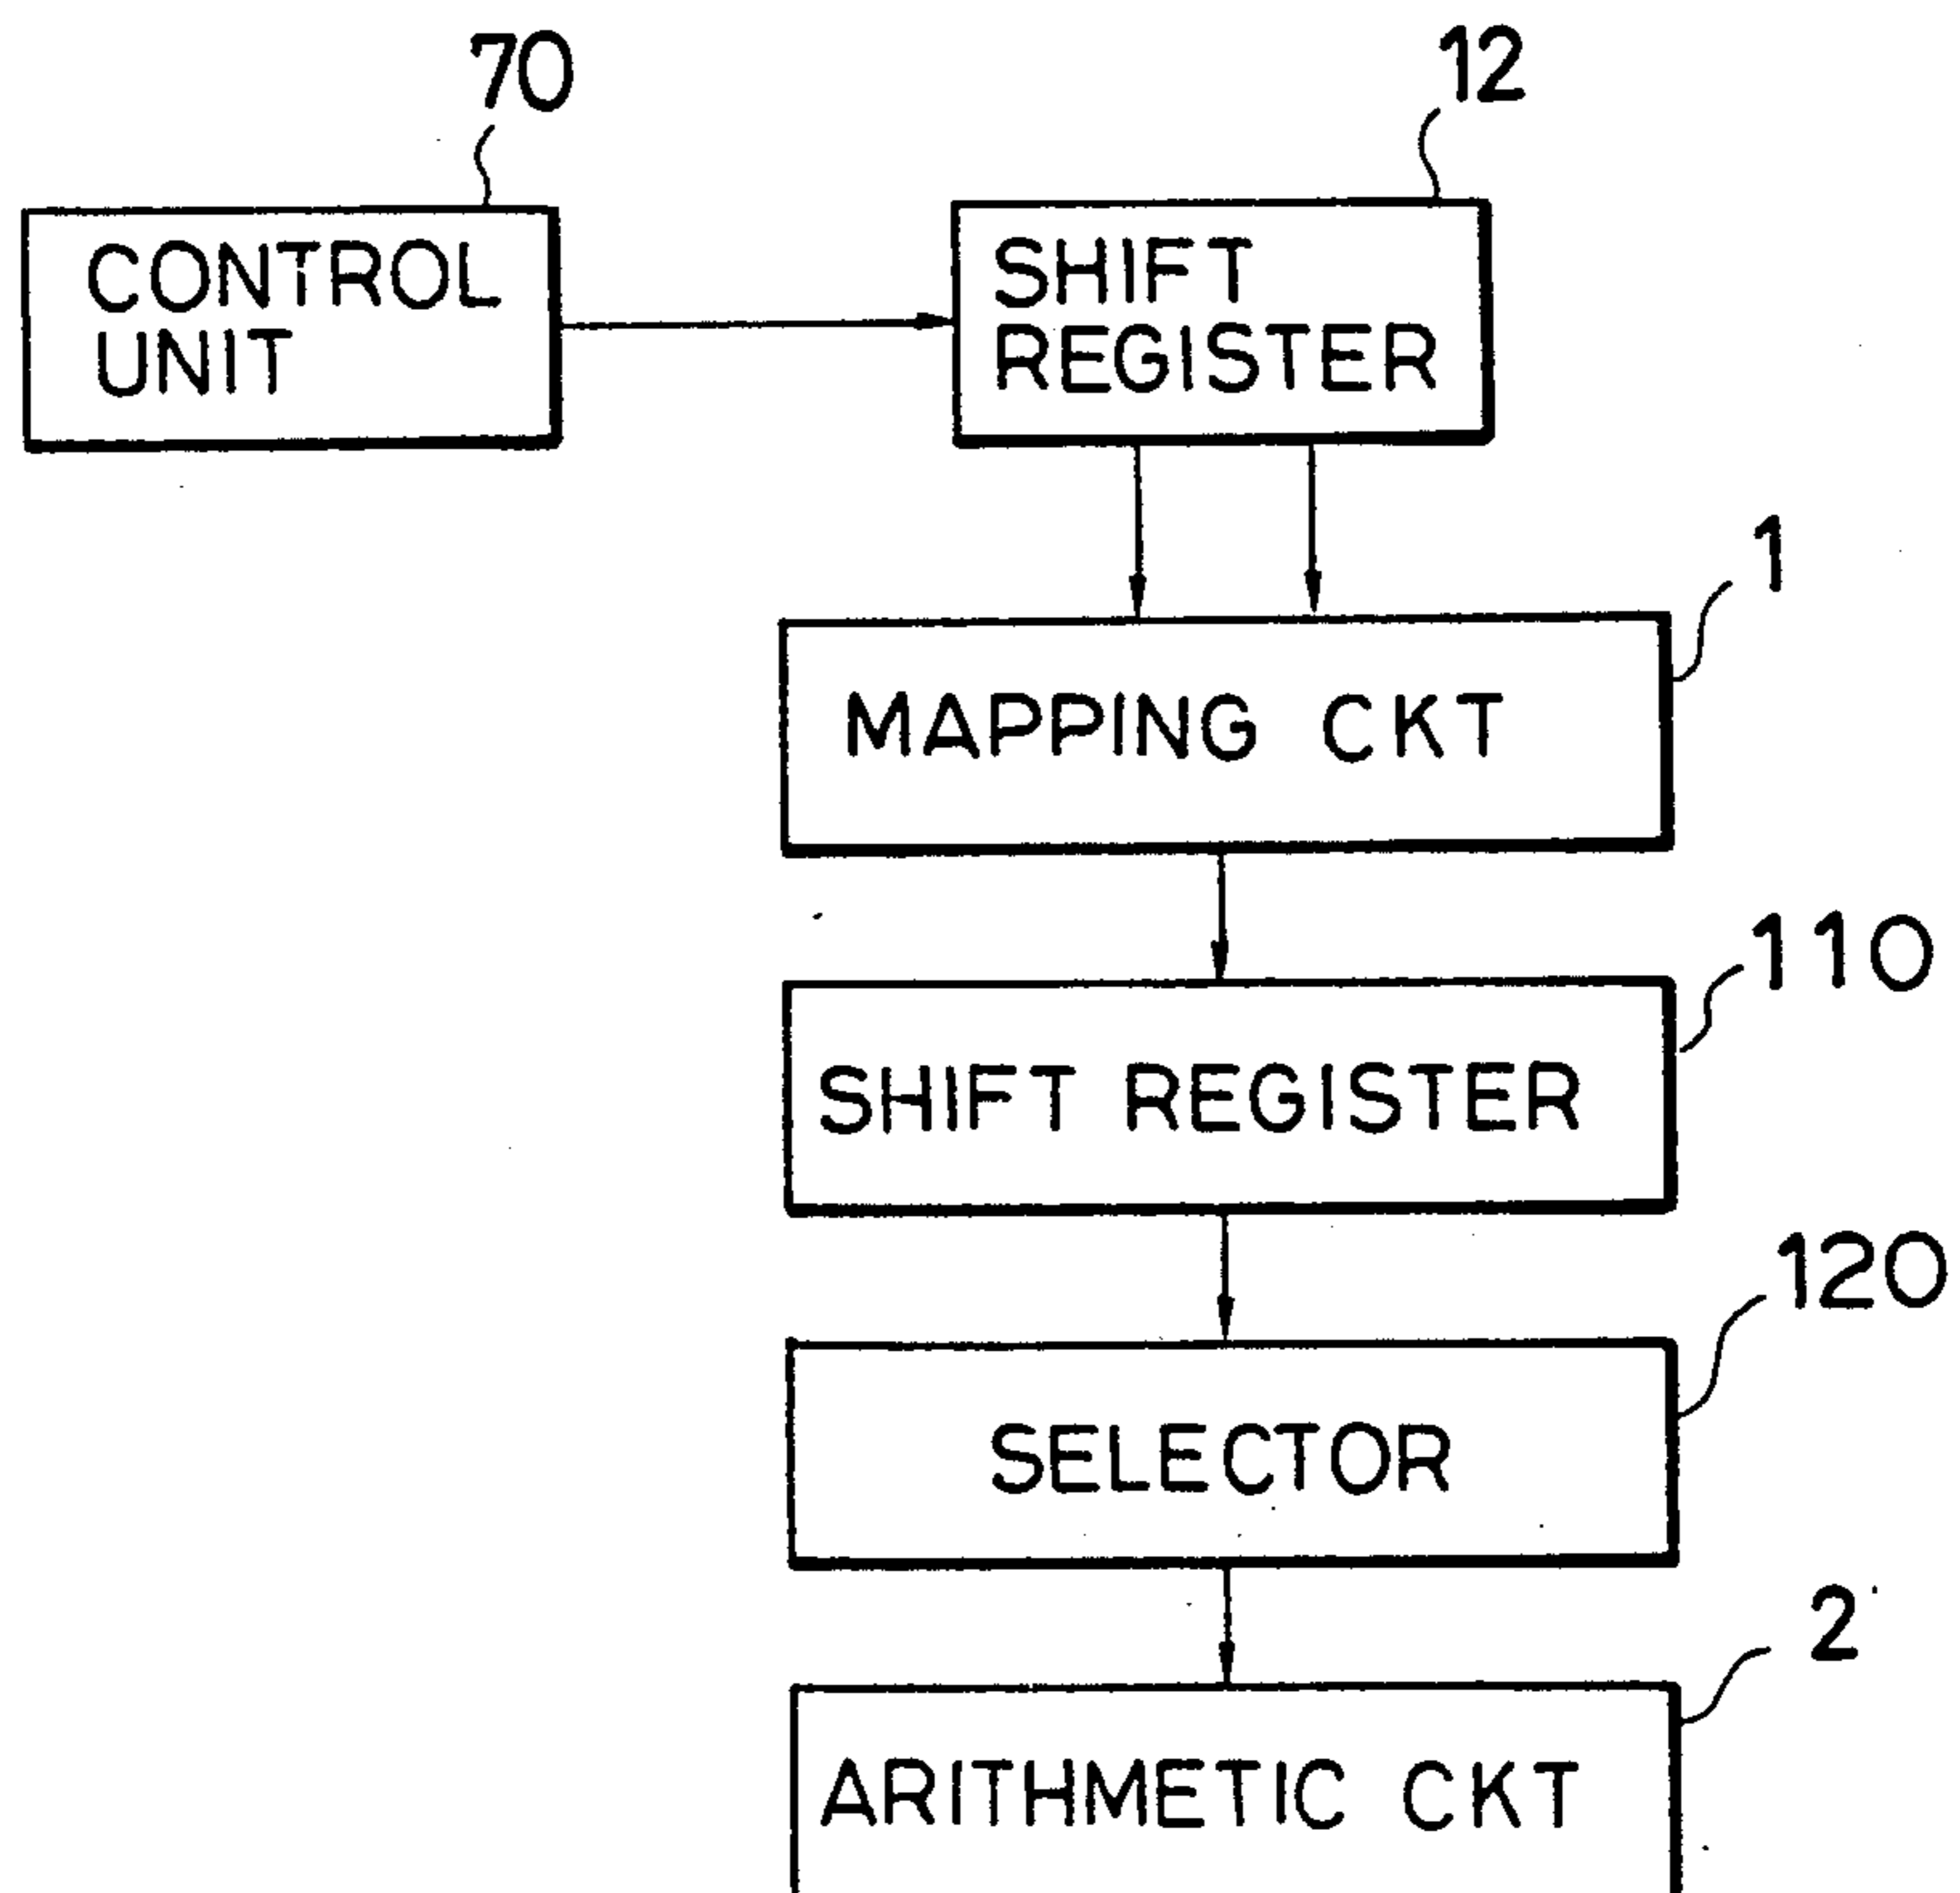 70
12
CONTROL
UNIT
SHIFT
REGISTER
1
MAPPING CKT
110
SHIFT REGISTER
120
SELECTOR
2
ARITHMETIC CKT